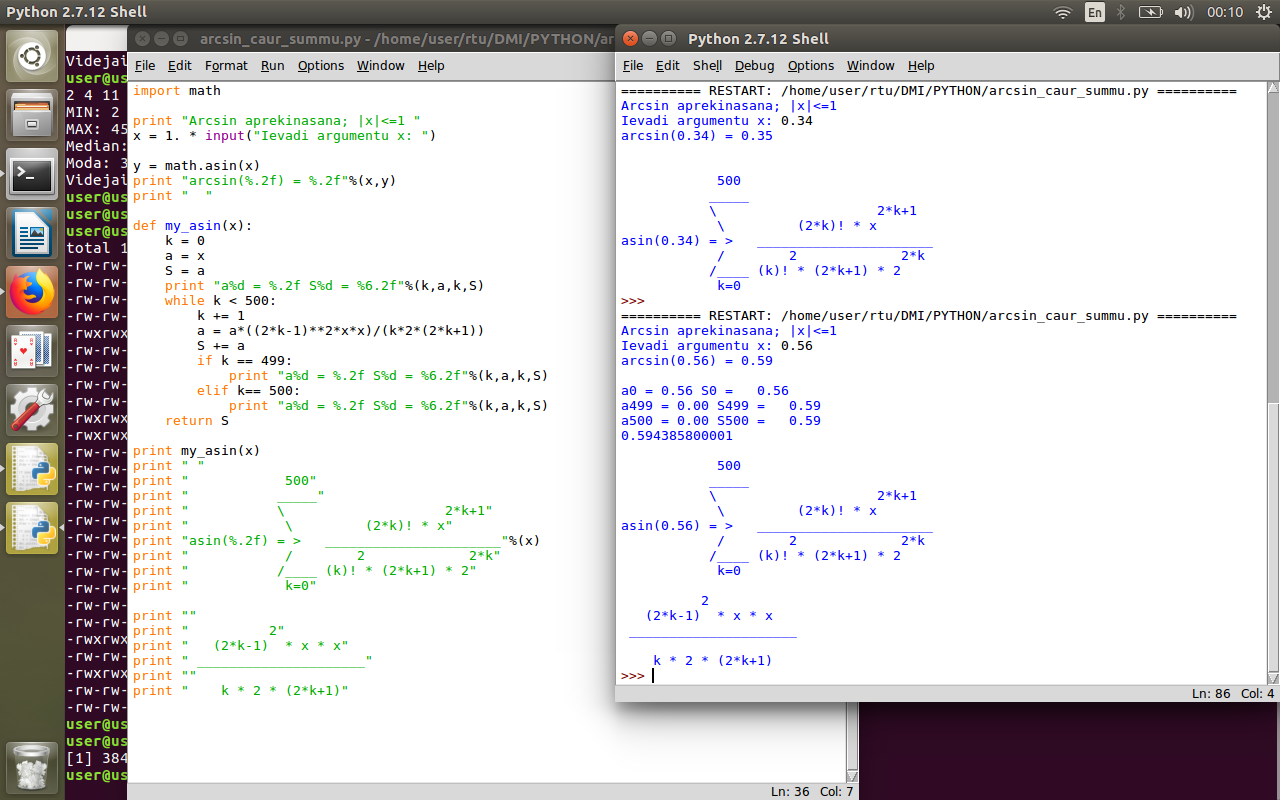 Python 2.7.12 Shell
En
00:10
Videjai
user@us
2 4 11
MIN: 2
MAX: 45
Median:
Moda: 3
Videjai
user@us
user@us
user@us
total 1
-rw-rw-
-rw-rw-
-rw-rw-
-rw-rw-
-rwxrwx
-rw-rw-
-rw-rw-
-rw-rw-
-rw-rw-
-rwxrwx
-rwxrwx
-rw-rw-
-rw-rw-
-rw-rw-
-rw-rw-
-rw-rw-
-rw-rw-
-rw-rw-
-rw-rw-
-rw-rw-
-rw-rw-
-rw-rw-
-rwxrwx
-rw-rw-
-rwxrwx
-rw-rw-
-rw-rw-
user@us
user@us
[1] 384
user@us
arcsin_caur_summu.py - /home/user/rtu/DMI/PYTHON/ar
File Edit Format Run Options Window Help
import math
print "Arcsin aprekinasana; |x|<=1 "
x = 1. * input("Ievadi argumentu x: ")
y = math.asin(x)
print "arcsin(%.2f) = %.2f"%(x,y)
print "  "
def my_asin(x):
    k = 0
    a = x
    S = a
    print "a%d = %.2f S%d = %6.2f"%(k,a,k,S)
    while k < 500:
        k += 1
        a = a*((2*k-1)**2*x*x)/(k*2*(2*k+1))
        S += a
        if k == 499:
            print "a%d = %.2f S%d = %6.2f"%(k,a,k,S)
        elif k== 500:
            print "a%d = %.2f S%d = %6.2f"%(k,a,k,S)
    return S
print my_asin(x)
print " "
print "            500"
print "           _____"
print "           \                    2*k+1"
print "            \         (2*k)! * x"
print "asin(%.2f) = >   ______________________"%(x)
print "            /        2             2*k"
print "           /____ (k)! * (2*k+1) * 2"
print "            k=0"
print ""
print "          2"
print "   (2*k-1)  * x * x"
print " _____________________"
print ""
print "    k * 2 * (2*k+1)"
Ln: 36 Col: 7
Python 2.7.12 Shell
File Edit Shell Debug Options Window Help
========== RESTART: /home/user/rtu/DMI/PYTHON/arcsin_caur_summu.py ==========
Arcsin aprekinasana; |x|<=1
Ievadi argumentu x: 0.34
arcsin(0.34) = 0.35
            500
           _____
           \                    2*k+1
            \         (2*k)! * x
asin(0.34) = >   ______________________
            /        2             2*k
           /____ (k)! * (2*k+1) * 2
            k=0
>>>
========== RESTART: /home/user/rtu/DMI/PYTHON/arcsin_caur_summu.py ==========
Arcsin aprekinasana; |x|<=1
Ievadi argumentu x: 0.56
arcsin(0.56) = 0.59
a0 = 0.56 S0 =   0.56
a499 = 0.00 S499 =   0.59
a500 = 0.00 S500 =   0.59
0.594385800001
            500
           _____
           \                    2*k+1
            \         (2*k)! * x
asin(0.56) = >   ______________________
            /        2             2*k
           /____ (k)! * (2*k+1) * 2
            k=0
          2
   (2*k-1)  * x * x
 _____________________
    k * 2 * (2*k+1)
>>>
Ln: 86 Col: 4